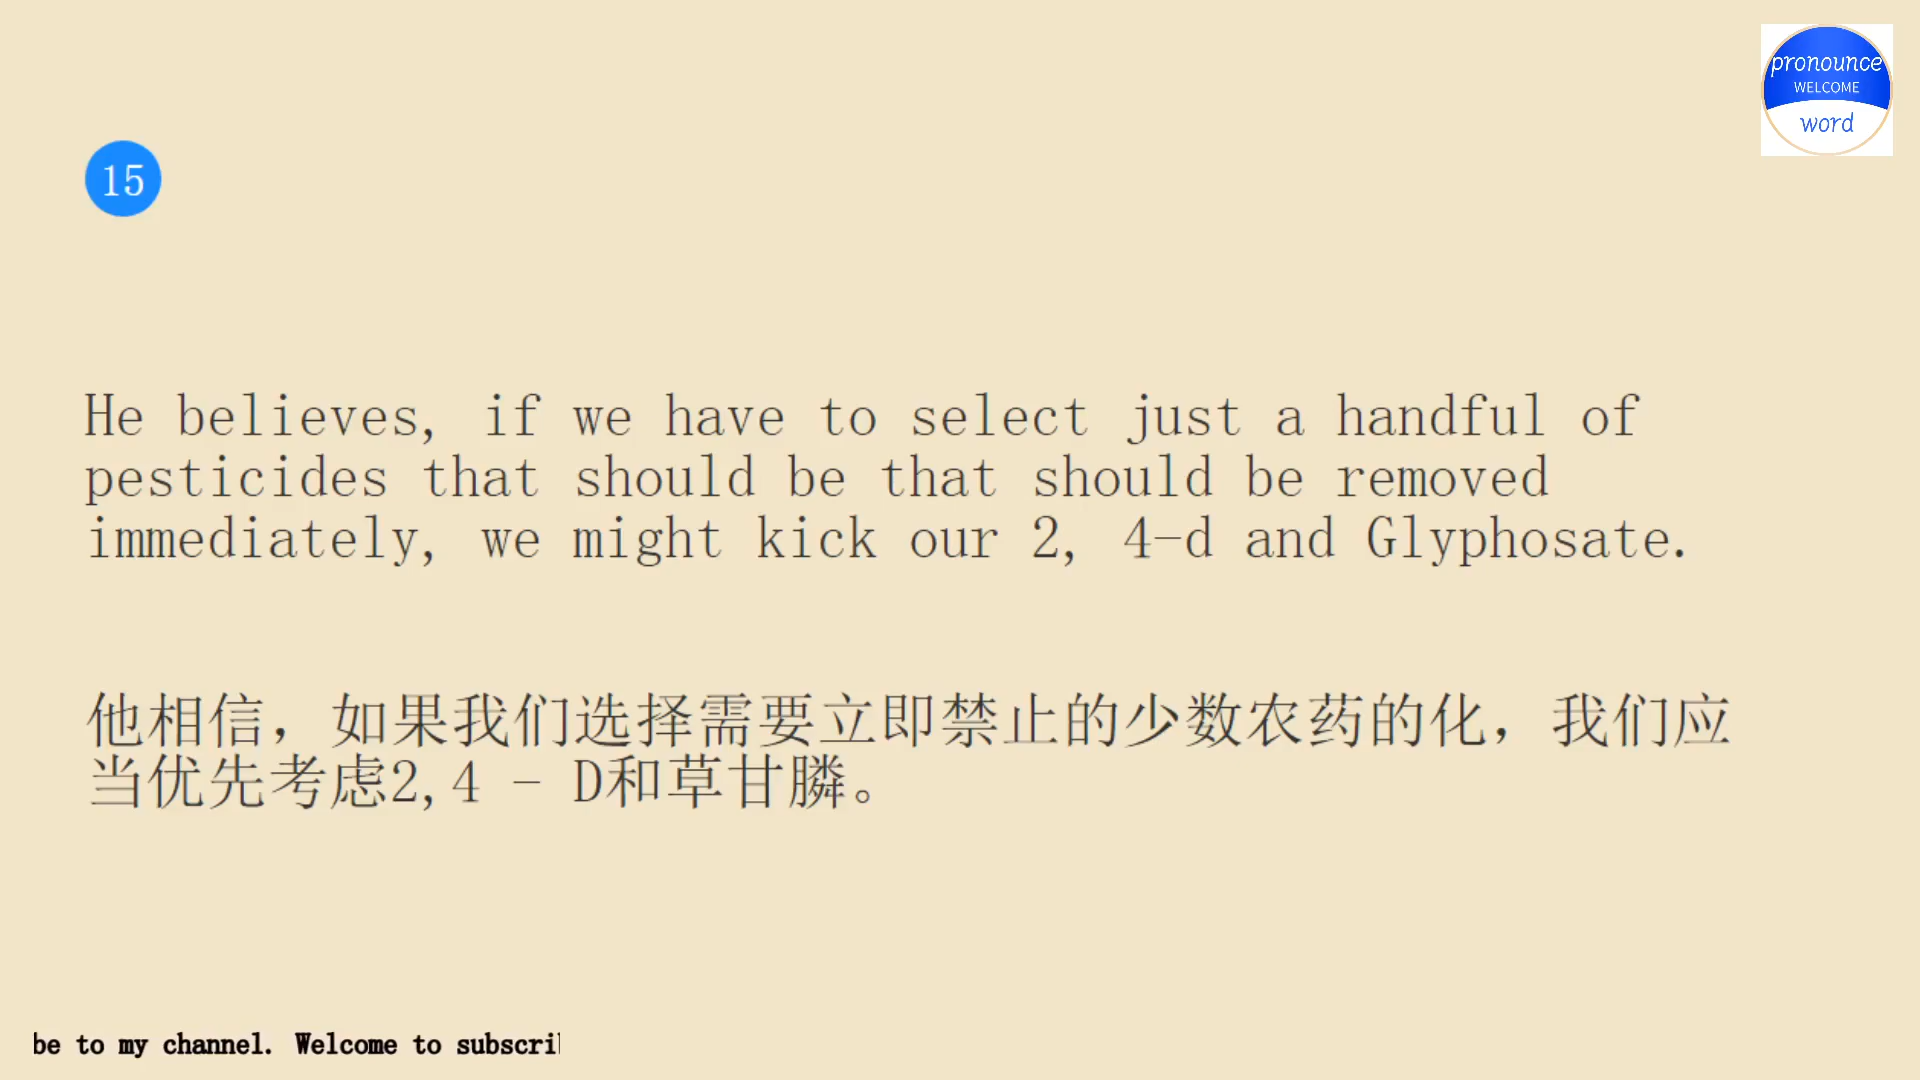 pronounce
WELCOME
word
15
He believes, if we have to select just a handful of
pesticides that should be that should be removed
immediately, we might kick our 2, 4-d and Glyphosate.
他相信，如果我们选择需要立即禁止的少数农药的化，我们应
当优先考虑2,4 - D和草甘膦。
be to my channel. Welcome to subscri